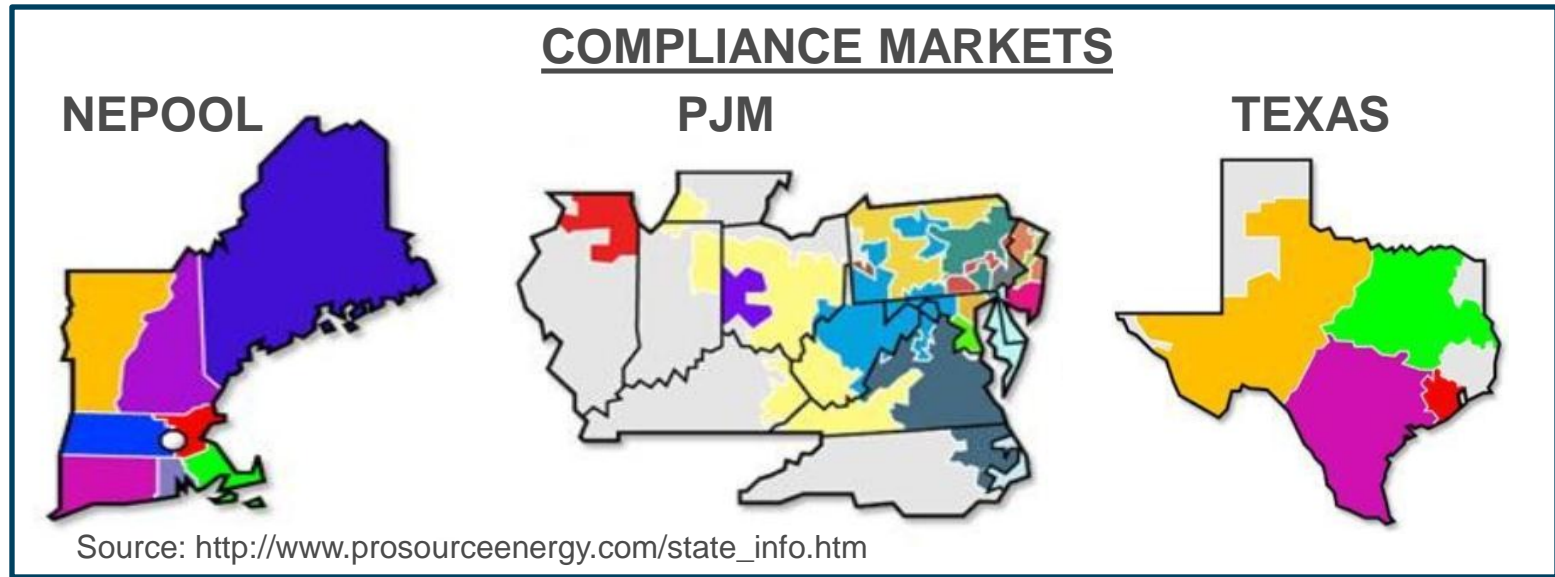 COMPLIANCE MARKETS
NEPOOL PJM TEXAS
Source: http://www.prosourceenergy.com/state_info.htm